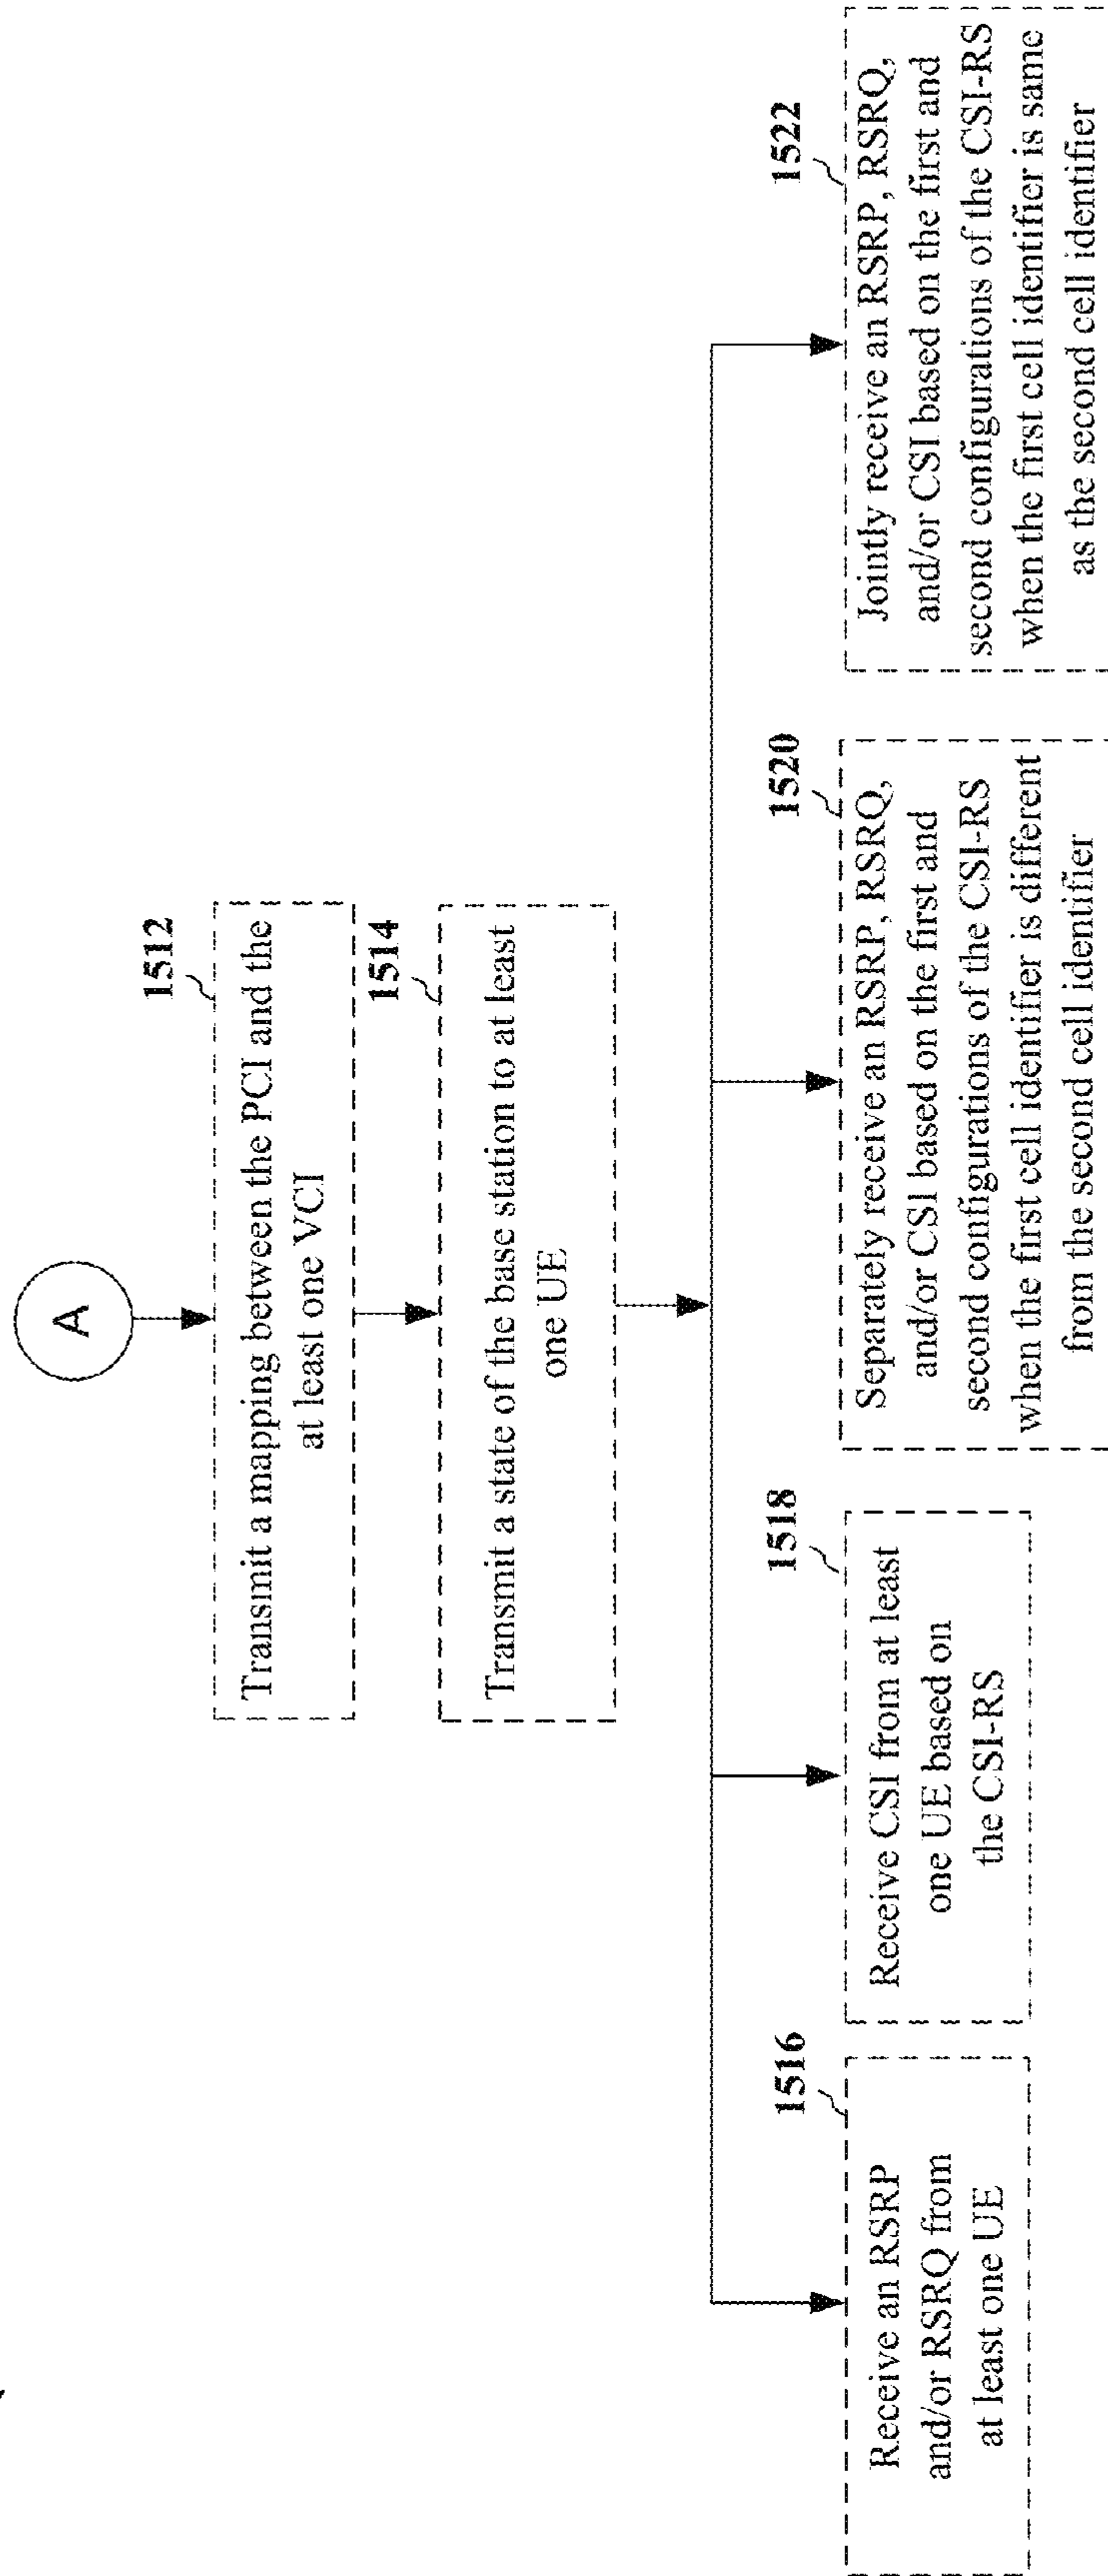 A
1512
Transmit a mapping between the PCI and the
at least one VCI
1514
Transmit a state of the base station to at least
one UE
1516
Receive an RSRP
and/or RSRQ from
at least one UE
1518
Receive CSI from at least
one UE based on
the CSI-RS
1520
Separately receive an RSRP, RSRQ,
and/or CSI based on the first and
second configurations of the CSI-RS
when the first cell identifier is different
from the second cell identifier
1522
Jointly receive an RSRP, RSRQ,
and/or CSI based on the first and
second configurations of the CSI-RS
when the first cell identifier is same
as the second cell identifier